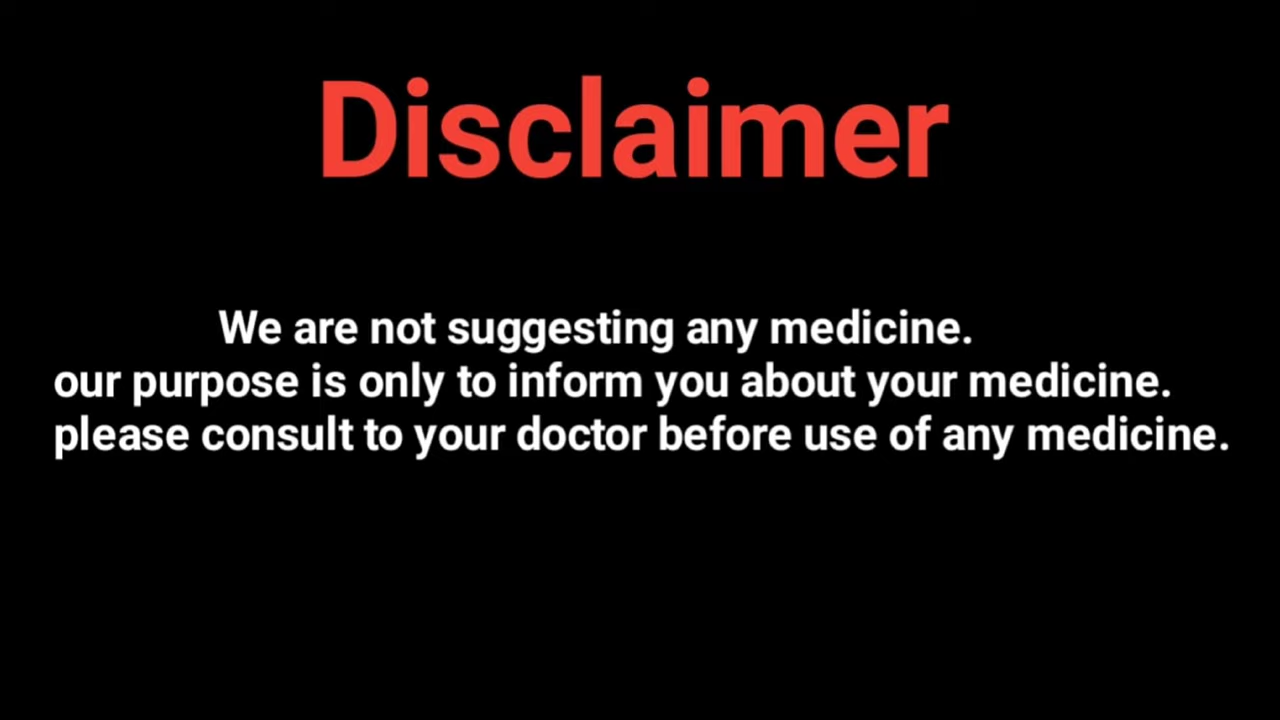 Disclaimer
We are not suggesting any medicine.
our purpose is only to inform you about your medicine.
please consult to your doctor before use of any medicine.